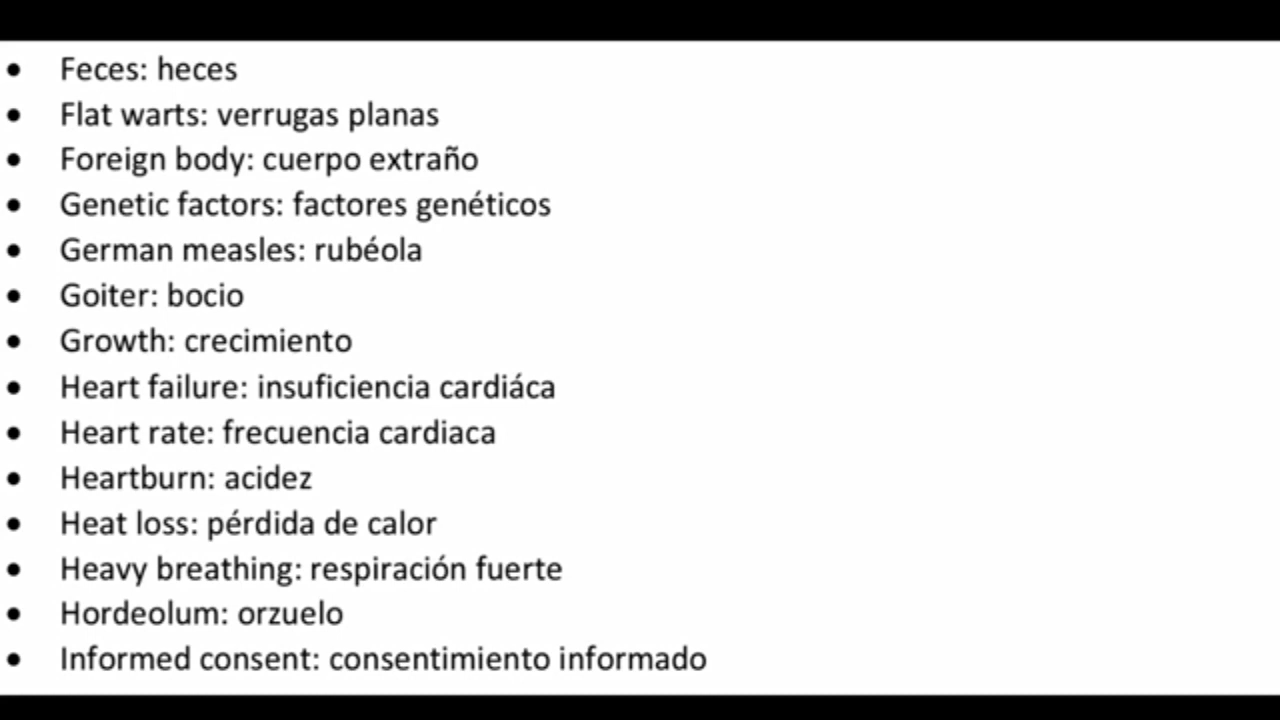 • Feces: heces
• Flat warts: verrugas planas
• Foreign body: cuerpo extraño
• Genetic factors: factores genéticos
• German measles: rubéola
• Goiter: bocio
• Growth: crecimiento
• Heart failure: insuficiencia cardiáca
• Heart rate: frecuencia cardiaca
• Heartburn: acidez
• Heat loss: pérdida de calor
• Heavy breathing: respiración fuerte
• Hordeolum: orzuelo
• Informed consent: consentimiento informado